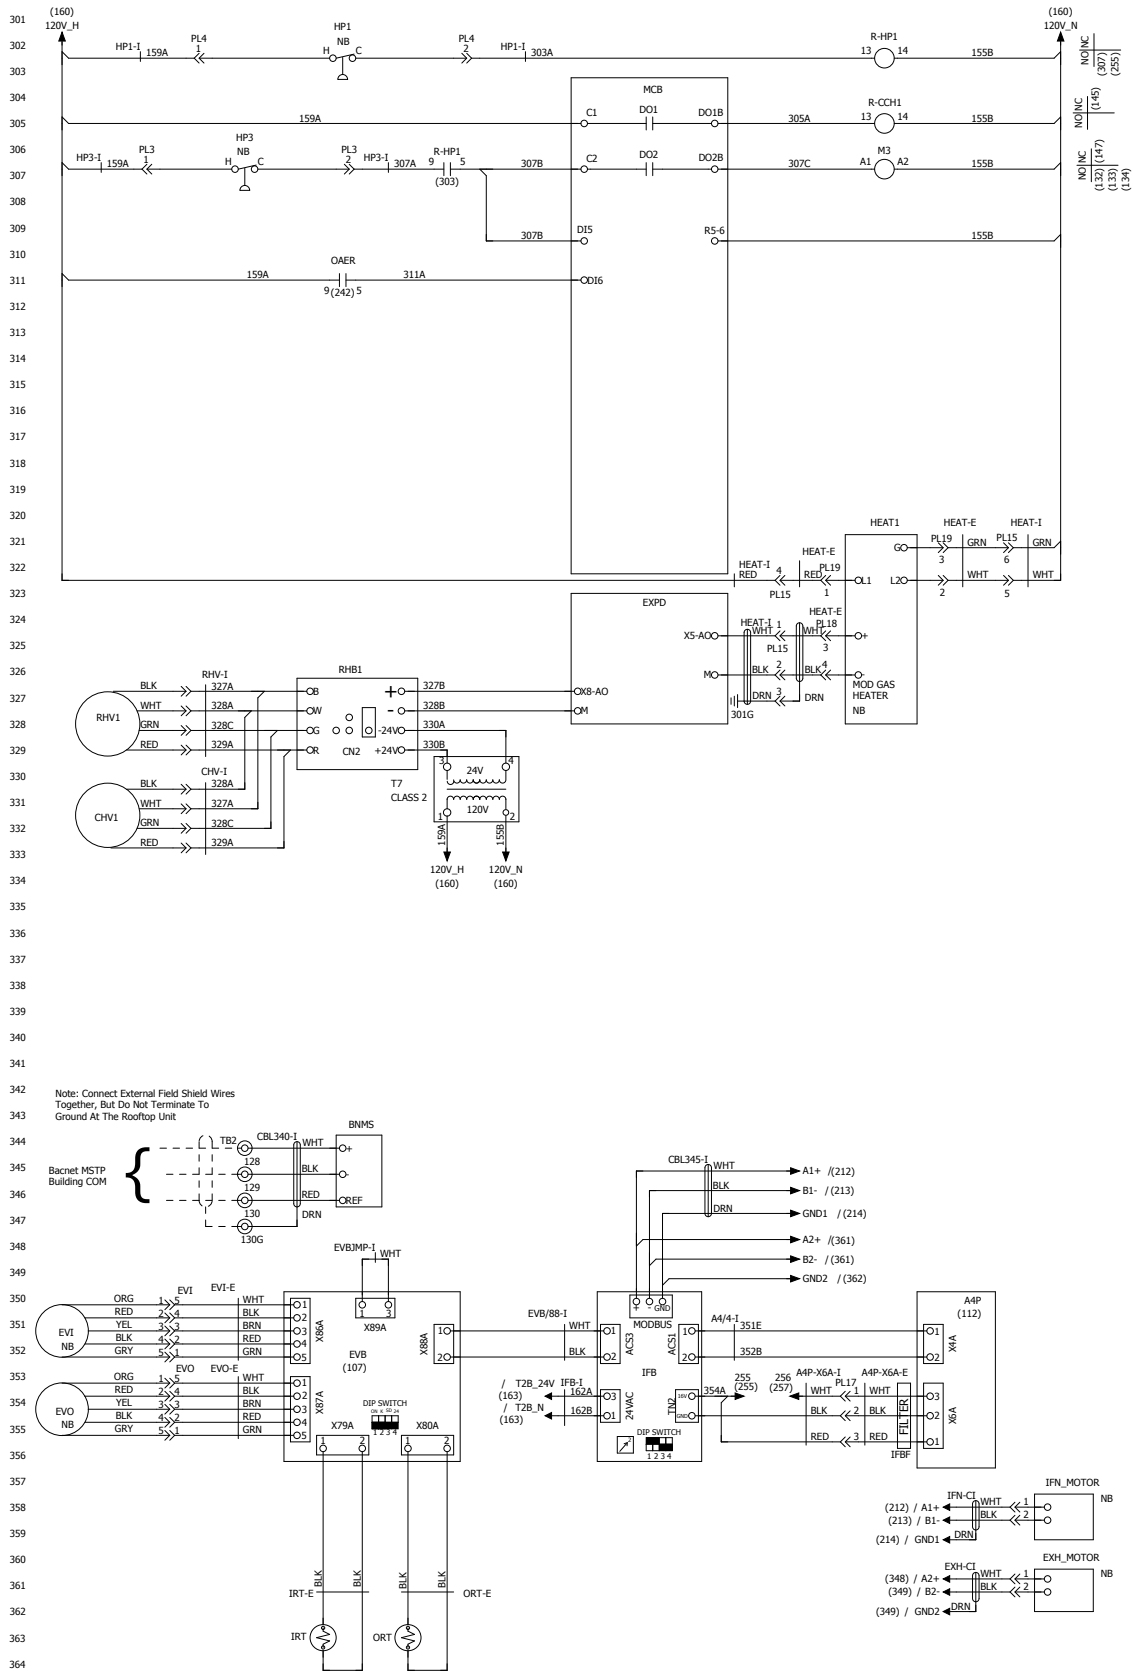 301
(160)
120V_H
HP1
NB
(160)
120V_N
302
HP1-I
159A
PL4
1
H
C
PL4
2
HP1-I
303A
R-HP1
13
14
155B
NO
NC
(307)
(255)
303
304
MCB
305
159A
C1
DO1
DO1B
305A
R-CCH1
13
14
155B
NO
NC
(145)
306
HP3
NB
307
HP3-I
159A
PL3
1
H
C
PL3
2
HP3-I
307A
R-HP1
9
5
(303)
307B
C2
DO2
DO2B
307C
M3
A1
A2
155B
NO
NC
(132)
(147)
(133)
(134)
308
309
307B
DI5
R5-6
155B
310
311
159A
OAER
9
(242)
5
311A
DI6
312
313
314
315
316
317
318
319
320
HEAT1
HEAT-E
HEAT-I
321
G
PL19
3
GRN
PL15
6
GRN
322
HEAT-I
RED
4
PL15
HEAT-E
RED
PL19
1
L1
L2
2
WHT
5
WHT
323
EXPD
324
HEAT-E
325
X5-AO
HEAT-I
WHT
1
PL15
WHT
PL18
3
+
326
M
BLK
2
BLK
4
-
MOD GAS
HEATER
NB
DRN
3
DRN
301G
RHV-I
RHB1
327
RHV1
BLK
327A
B
+
327B
X8-AO
WHT
328A
W
-
328B
M
328
GRN
328C
G
-24V
330A
329
RED
329A
R
CN2
+24V
330B
330
CHV-I
3
24V
4
T7
CLASS 2
331
CHV1
BLK
328A
WHT
327A
120V
332
GRN
328C
1
2
333
RED
329A
159A
155B
120V_H
(160)
120V_N
(160)
334
335
336
337
338
339
340
341
342
Note: Connect External Field Shield Wires
Together, But Do Not Terminate To
Ground At The Rooftop Unit
343
BNMS
344
TB2
CBL340-I
WHT
+
128
345
Bacnet MSTP
Building COM
BLK
-
129
346
RED
REF
130
347
DRN
130G
CBL345-I
WHT
A1+ /(212)
BLK
B1- /(213)
DRN
GND1 /(214)
348
A2+ /(361)
EVBJMP-I
WHT
349
B2- /(361)
GND2 /(362)
350
EVI
NB
EVI
EVI-E
ORG
1
5
WHT
1
RED
2
4
BLK
2
351
YEL
3
3
BRN
3
BLK
4
2
RED
4
352
GRY
5
1
GRN
5
X86A
1
3
X89A
EVB
(107)
X88A
1
2
EVB/88-I
WHT
BLK
+
-
GND
MODBUS
1
2
ACS3
IFB
ACS1
1
2
A4/4-I
351E
352B
A4P
(112)
1
2
X4A
353
EVO
NB
EVO
EVO-E
ORG
1
5
WHT
1
354
RED
2
4
BLK
2
YEL
3
3
BRN
3
BLK
4
2
RED
4
355
GRY
5
1
GRN
5
X87A
DIP SWITCH
ON X SD 24
1 2 3 4
X79A
1
2
X80A
1
2
/ T2B_24V
(163)
IFB-I
162A
/ T2B_N
(163)
162B
3
1
24VAC
TN2
16V
GND
DIP SWITCH
1 2 3 4
354A
255
(255)
256
(257)
A4P-X6A-I
PL17
A4P-X6A-E
WHT
1
WHT
BLK
2
BLK
RED
3
RED
FILTER
IFBF
3
2
1
X6A
356
357
IFN_MOTOR
NB
358
IFN-CI
(212) / A1+
WHT
1
(213) / B1-
BLK
2
359
(214) / GND1
DRN
360
EXH_MOTOR
NB
361
IRT-E
BLK
BLK
BLK
BLK
ORT-E
EXH-CI
(348) / A2+
WHT
1
(349) / B2-
BLK
2
362
(349) / GND2
DRN
363
IRT
ORT
364